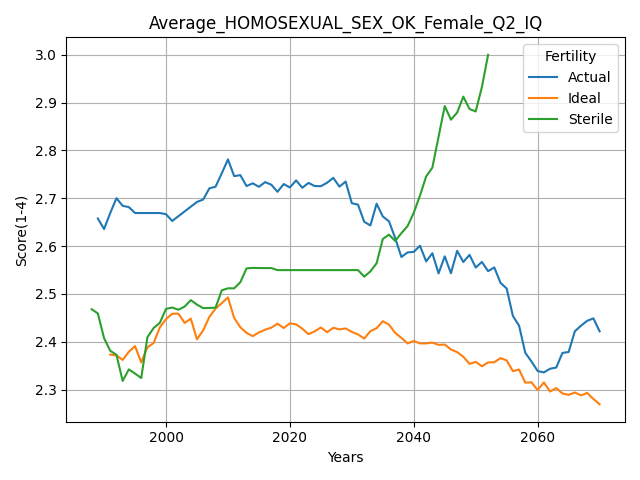 Average_HOMOSEXUAL_SEX_OK_Female_Q2_IQ
Fertility
Actual
Ideal
Sterile
Score(1-4)
3.0
2.9
2.8
2.7
2.6
2.5
2.4
2.3
2000
2020
2040
2060
Years